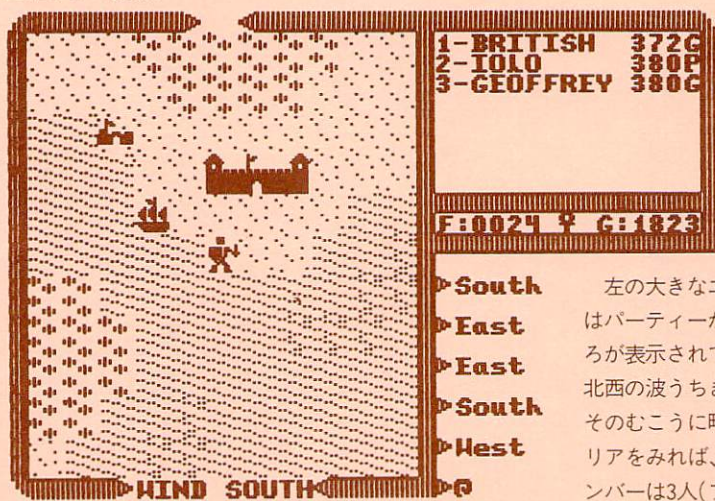 1-BRITISH 372G
2-IOLO 380P
3-GEOFFREY 380G
F:0024 ♀ G:1823
South
East
East
South
West
WIND SOUTH
左の大きな
はパーティー
ろが表示されて
北西の波うち
そのむこうに
リアをみれば、
ンバーは3人(